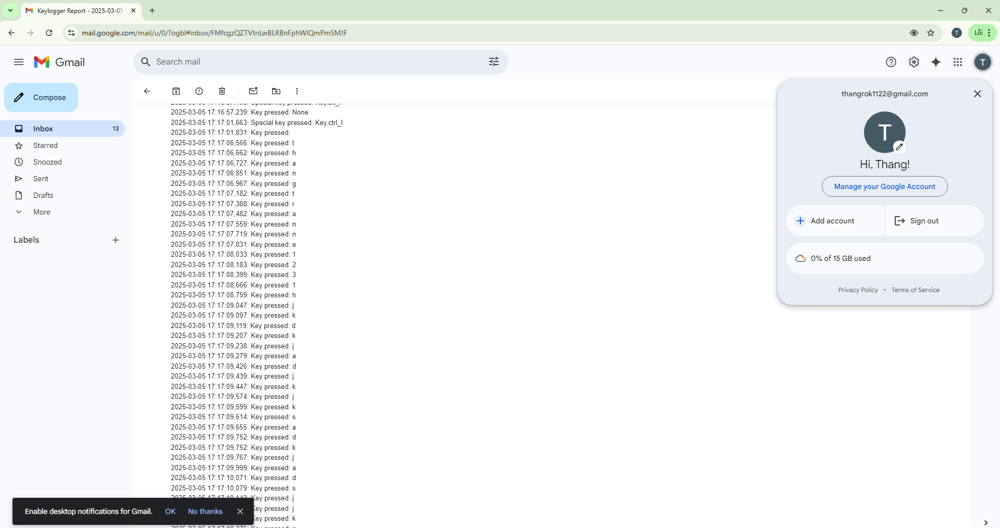 Keylogger Report - 2025-03-05
mail.google.com/mail/u/0/?ogbl#inbox/FMfcgzQZTVtnLwBLRBnFphWlQmPmSMJF
T
Lỗi
Gmail
Search mail
T
Compose
Inbox 13
Starred
Snoozed
Sent
Drafts
More
Labels
2025-03-05 17:16:57,239: Key pressed: None
2025-03-05 17:17:01,663: Special key pressed: Key.ctrl_l
2025-03-05 17:17:01,831: Key pressed:
2025-03-05 17:17:06,566: Key pressed: t
2025-03-05 17:17:06,662: Key pressed: h
2025-03-05 17:17:06,727: Key pressed: a
2025-03-05 17:17:06,851: Key pressed: n
2025-03-05 17:17:06,967: Key pressed: g
2025-03-05 17:17:07,182: Key pressed: t
2025-03-05 17:17:07,388: Key pressed: r
2025-03-05 17:17:07,482: Key pressed: a
2025-03-05 17:17:07,559: Key pressed: n
2025-03-05 17:17:07,719: Key pressed: n
2025-03-05 17:17:07,831: Key pressed: e
2025-03-05 17:17:08,033: Key pressed: 1
2025-03-05 17:17:08,183: Key pressed: 2
2025-03-05 17:17:08,399: Key pressed: 3
2025-03-05 17:17:08,666: Key pressed: 1
2025-03-05 17:17:08,759: Key pressed: h
2025-03-05 17:17:09,047: Key pressed: j
2025-03-05 17:17:09,097: Key pressed: k
2025-03-05 17:17:09,119: Key pressed: d
2025-03-05 17:17:09,207: Key pressed: k
2025-03-05 17:17:09,238: Key pressed: j
2025-03-05 17:17:09,279: Key pressed: a
2025-03-05 17:17:09,426: Key pressed: d
2025-03-05 17:17:09,439: Key pressed: j
2025-03-05 17:17:09,447: Key pressed: k
2025-03-05 17:17:09,574: Key pressed: j
2025-03-05 17:17:09,599: Key pressed: k
2025-03-05 17:17:09,614: Key pressed: s
2025-03-05 17:17:09,655: Key pressed: a
2025-03-05 17:17:09,752: Key pressed: d
2025-03-05 17:17:09,752: Key pressed: k
2025-03-05 17:17:09,767: Key pressed: j
2025-03-05 17:17:09,999: Key pressed: a
2025-03-05 17:17:10,071: Key pressed: d
2025-03-05 17:17:10,079: Key pressed: s
Key pressed: j
Key pressed: j
Key pressed: k
Enable desktop notifications for Gmail. OK No thanks
thangrok1122@gmail.com
T
Hi, Thang!
Manage your Google Account
Add account
Sign out
0% of 15 GB used
Privacy Policy • Terms of Service